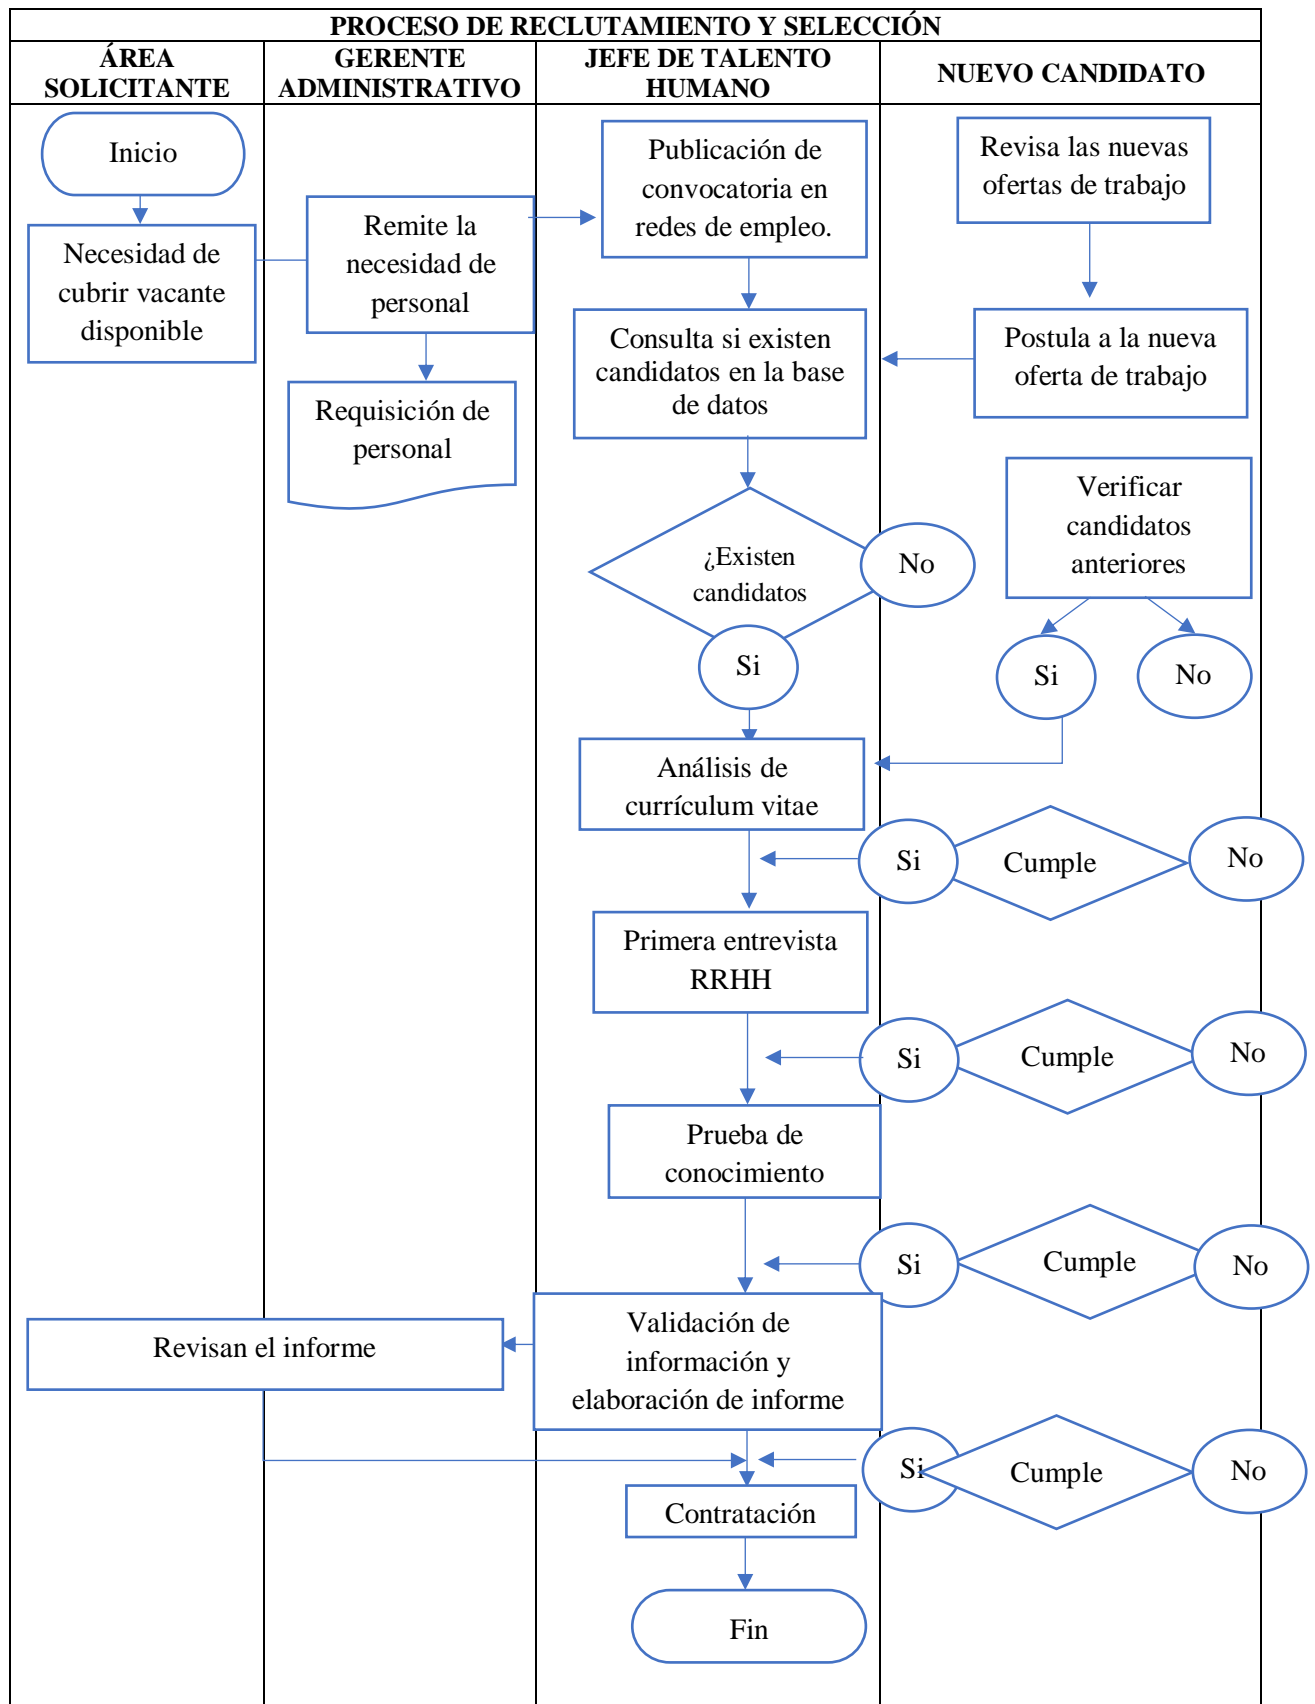 PROCESO DE RECLUTAMIENTO Y SELECCIÓN
ÁREA
SOLICITANTE
GERENTE
ADMINISTRATIVO
JEFE DE TALENTO
HUMANO
NUEVO CANDIDATO
Inicio
Necesidad de
cubrir vacante
disponible
Remite la
necesidad de
personal
Requisición de
personal
Publicación de
convocatoria en
redes de empleo.
Revisa las nuevas
ofertas de trabajo
Consulta si existen
candidatos en la base
de datos
Postula a la nueva
oferta de trabajo
¿Existen
candidatos
No
Si
Verificar
candidatos
anteriores
Si
No
Análisis de
currículum vitae
Si
Cumple
No
Primera entrevista
RRHH
Si
Cumple
No
Prueba de
conocimiento
Si
Cumple
No
Validación de
información y
elaboración de informe
Revisan el informe
Si
Cumple
No
Contratación
Fin